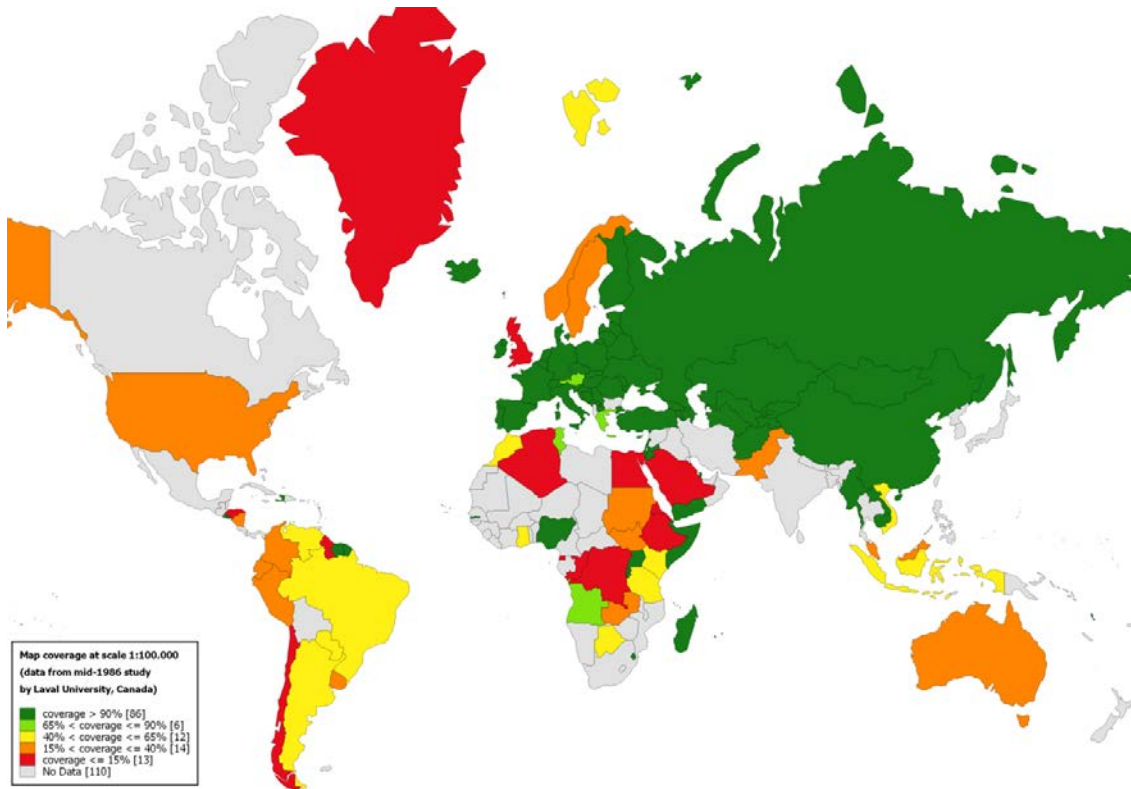 Map coverage at scale 1:100.000
(data from mid-1986 study
by Laval University, Canada)
coverage > 90% [86]
65% < coverage <= 90% [6]
40% < coverage <= 65% [12]
15% < coverage <= 40% [14]
coverage <= 15% [13]
No Data [110]